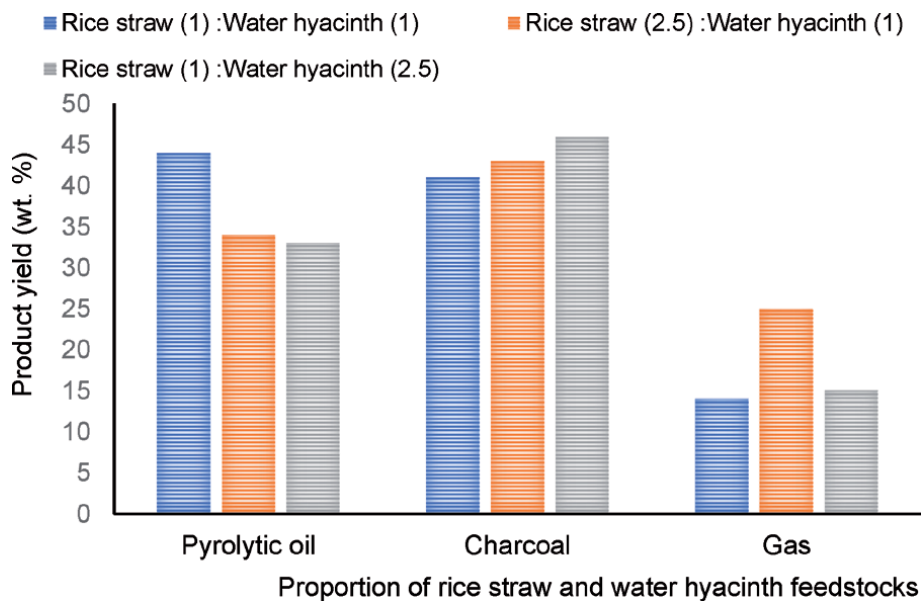 Rice straw (1) :Water hyacinth (1)
Rice straw (2.5) :Water hyacinth (1)
Rice straw (1) :Water hyacinth (2.5)
Product yield (wt. %)
50
45
40
35
30
25
20
15
10
5
0
Pyrolytic oil
Charcoal
Gas
Proportion of rice straw and water hyacinth feedstocks